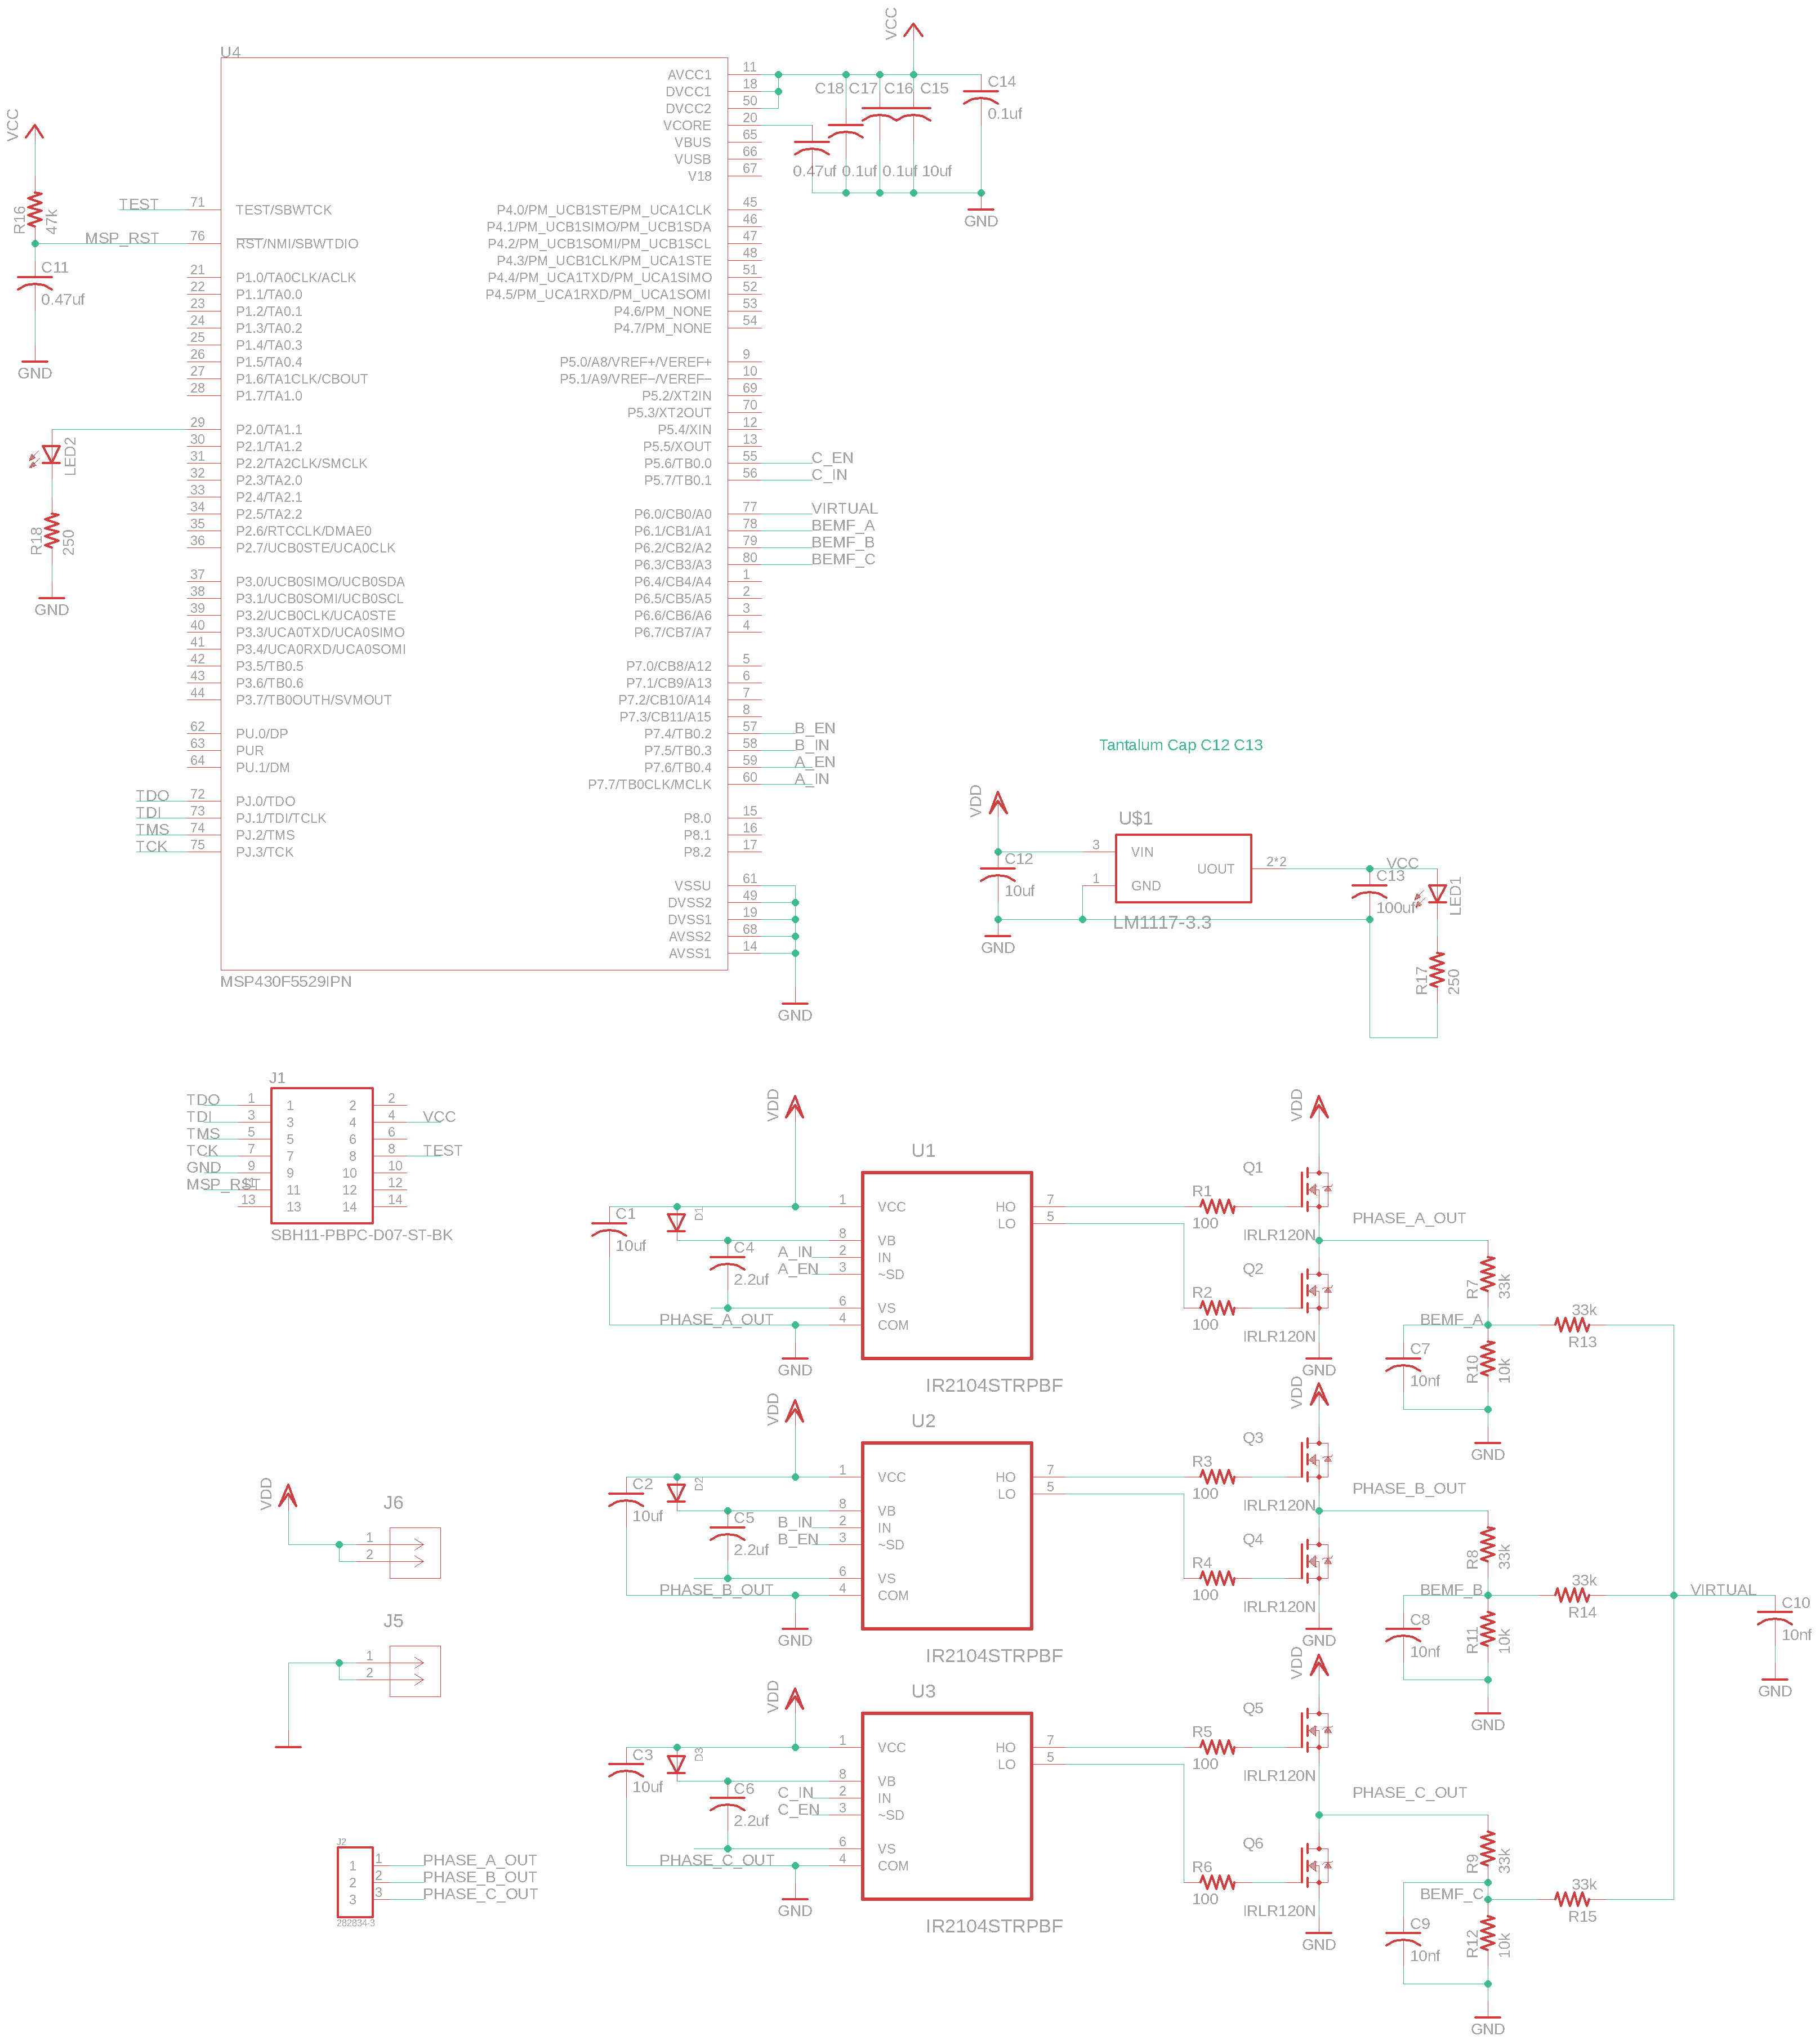 U4
MSP430F5529IPN
VCC
R16
47k
C11
0.47uf
GND
TEST
MSP_RST
71 TEST/SBWTCK
76 RST/NMI/SBWTDIO
21 P1.0/TA0CLK/ACLK
22 P1.1/TA0.0
23 P1.2/TA0.1
24 P1.3/TA0.2
25 P1.4/TA0.3
26 P1.5/TA0.4
27 P1.6/TA1CLK/CBOUT
28 P1.7/TA1.0
29 P2.0/TA1.1
30 P2.1/TA1.2
31 P2.2/TA2CLK/SMCLK
32 P2.3/TA2.0
33 P2.4/TA2.1
34 P2.5/TA2.2
35 P2.6/RTCCLK/DMAE0
36 P2.7/UCB0STE/UCA0CLK
37 P3.0/UCB0SIMO/UCB0SDA
38 P3.1/UCB0SOMI/UCB0SCL
39 P3.2/UCB0CLK/UCA0STE
40 P3.3/UCA0TXD/UCA0SIMO
41 P3.4/UCA0RXD/UCA0SOMI
42 P3.5/TB0.5
43 P3.6/TB0.6
44 P3.7/TB0OUTH/SVMOUT
62 PU.0/DP
63 PUR
64 PU.1/DM
TDO 72 PJ.0/TDO
TDI 73 PJ.1/TDI/TCLK
TMS 74 PJ.2/TMS
TCK 75 PJ.3/TCK
LED2
R18
250
GND
AVCC1 11
DVCC1 18
DVCC2 50
VCORE 20
VBUS 65
VUSB 66
V18 67
P4.0/PM_UCB1STE/PM_UCA1CLK 45
P4.1/PM_UCB1SIMO/PM_UCB1SDA 46
P4.2/PM_UCB1SOMI/PM_UCB1SCL 47
P4.3/PM_UCB1CLK/PM_UCA1STE 48
P4.4/PM_UCA1TXD/PM_UCA1SIMO 51
P4.5/PM_UCA1RXD/PM_UCA1SOMI 52
P4.6/PM_NONE 53
P4.7/PM_NONE 54
P5.0/A8/VREF+/VEREF+ 9
P5.1/A9/VREF−/VEREF− 10
P5.2/XT2IN 69
P5.3/XT2OUT 70
P5.4/XIN 12
P5.5/XOUT 13
P5.6/TB0.0 55 C_EN
P5.7/TB0.1 56 C_IN
P6.0/CB0/A0 77 VIRTUAL
P6.1/CB1/A1 78 BEMF_A
P6.2/CB2/A2 79 BEMF_B
P6.3/CB3/A3 80 BEMF_C
P6.4/CB4/A4 1
P6.5/CB5/A5 2
P6.6/CB6/A6 3
P6.7/CB7/A7 4
P7.0/CB8/A12 5
P7.1/CB9/A13 6
P7.2/CB10/A14 7
P7.3/CB11/A15 8
P7.4/TB0.2 57 B_EN
P7.5/TB0.3 58 B_IN
P7.6/TB0.4 59 A_EN
P7.7/TB0CLK/MCLK 60 A_IN
P8.0 15
P8.1 16
P8.2 17
VSSU 61
DVSS2 49
DVSS1 19
AVSS2 68
AVSS1 14
GND
VCC
C18 C17 C16 C15 C14
0.1uf
0.47uf 0.1uf 0.1uf 10uf
GND
Tantalum Cap C12 C13
VDD
C12
10uf
GND
U$1
3 VIN
1 GND
UOUT 2*2
LM1117-3.3
VCC
C13
100uf
LED1
R17
250
J1
TDO 1 1 2 2
TDI 3 3 4 4 VCC
TMS 5 5 6 6
TCK 7 7 8 8 TEST
GND 9 9 10 10
MSP_RST 11 11 12 12
13 13 14 14
SBH11-PBPC-D07-ST-BK
VDD
J6
1
2
J5
1
2
J2
1 1 PHASE_A_OUT
2 2 PHASE_B_OUT
3 3 PHASE_C_OUT
282834-3
VDD
U1
C1
10uf
D1
C4
2.2uf
A_IN
A_EN
PHASE_A_OUT
GND
1 VCC
8 VB
2 IN
3 ~SD
6 VS
4 COM
HO 7
LO 5
IR2104STRPBF
R1
100
R2
100
VDD
Q1
IRLR120N
Q2
IRLR120N
GND
PHASE_A_OUT
R7
33k
BEMF_A
C7
10nf
R10
10k
GND
33k
R13
VDD
U2
C2
10uf
D2
C5
2.2uf
B_IN
B_EN
PHASE_B_OUT
GND
1 VCC
8 VB
2 IN
3 ~SD
6 VS
4 COM
HO 7
LO 5
IR2104STRPBF
R3
100
R4
100
VDD
Q3
IRLR120N
Q4
IRLR120N
GND
PHASE_B_OUT
R8
33k
BEMF_B
C8
10nf
R11
10k
GND
33k
R14
VIRTUAL
C10
10nf
GND
VDD
U3
C3
10uf
D3
C6
2.2uf
C_IN
C_EN
PHASE_C_OUT
GND
1 VCC
8 VB
2 IN
3 ~SD
6 VS
4 COM
HO 7
LO 5
IR2104STRPBF
R5
100
R6
100
VDD
Q5
IRLR120N
Q6
IRLR120N
GND
PHASE_C_OUT
R9
33k
BEMF_C
C9
10nf
R12
10k
GND
33k
R15